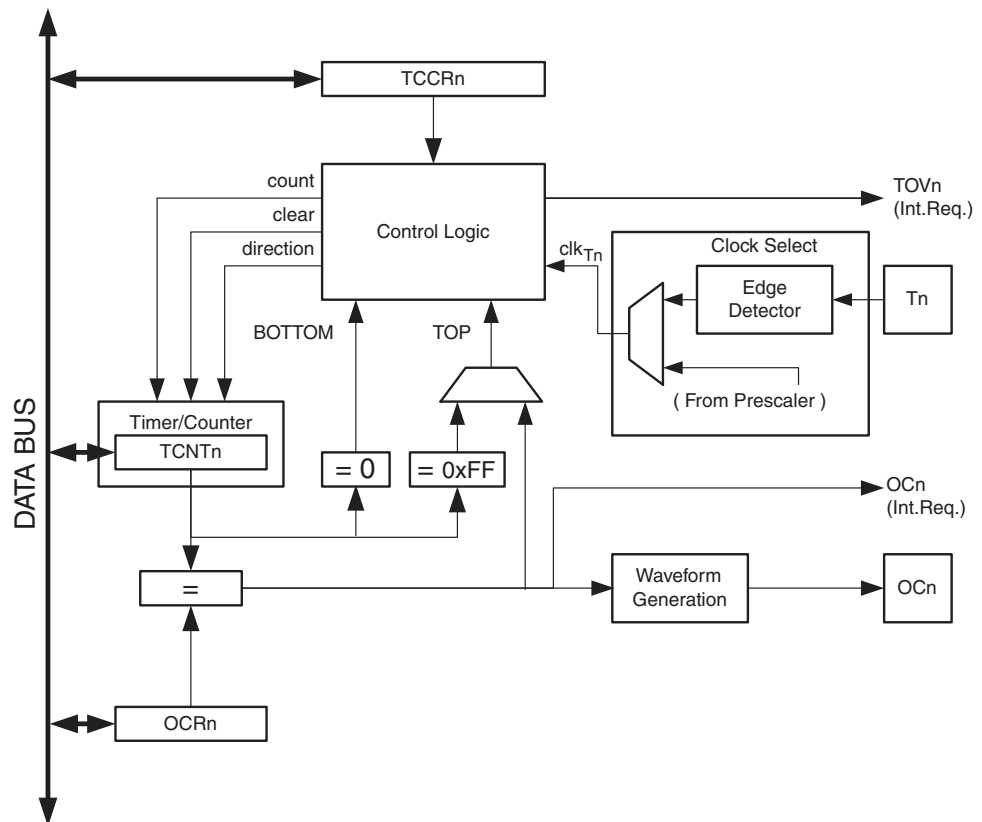 TCCRn
count
clear
direction
Control Logic
TOVn
(Int.Req.)
Clock Select
clkTn
Edge
Detector
Tn
( From Prescaler )
BOTTOM
TOP
Timer/Counter
TCNTn
= 0
= 0xFF
OCn
(Int.Req.)
=
Waveform
Generation
OCn
OCRn
DATA BUS